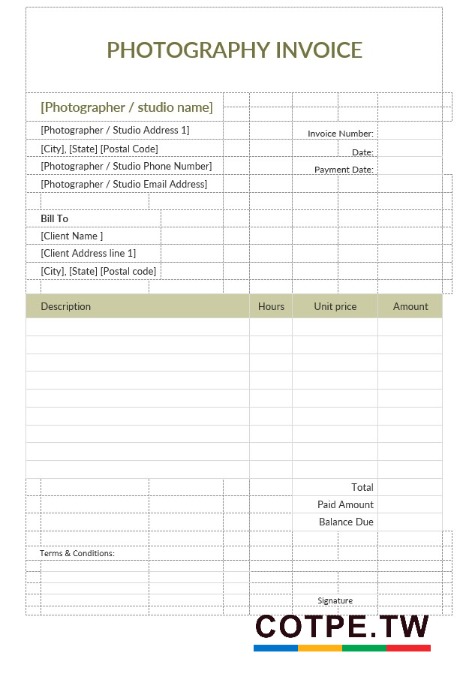 PHOTOGRAPHY INVOICE
[Photographer / studio name]
[Photographer / Studio Address 1]
Invoice Number:
[City], [State] [Postal Code]
Date:
[Photographer / Studio Phone Number]
Payment Date:
[Photographer / Studio Email Address]
Bill To
[Client Name ]
[Client Address line 1]
[City], [State] [Postal code]
Description Hours Unit price Amount
Total
Paid Amount
Balance Due
Terms & Conditions:
Signature
COTPE.TW